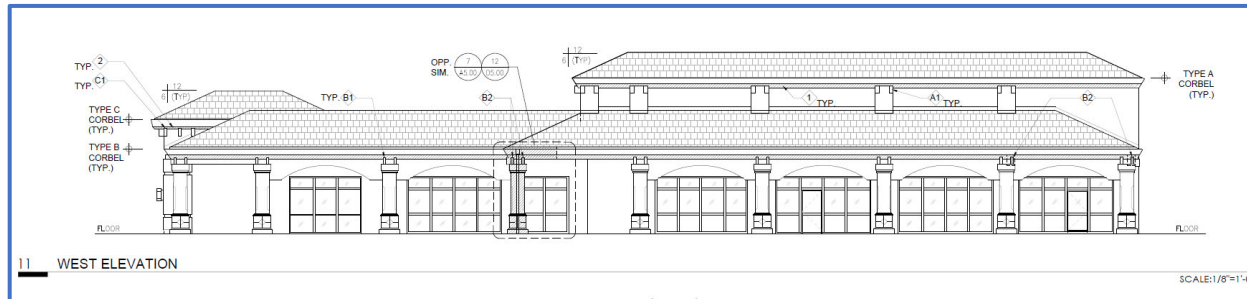 TYP. 2
TYP. C1
12
6 (TYP)
TYPE C
CORBEL
(TYP.)
TYPE B
CORBEL
(TYP.)
TYP. B1
B2
OPP. 7 12
SIM. A5.00 D5.00
12
6 (TYP)
1 TYP.
A1 TYP.
B2
TYPE A
CORBEL
(TYP.)
FLOOR
FLOOR
11 WEST ELEVATION
SCALE:1/8"=1'-